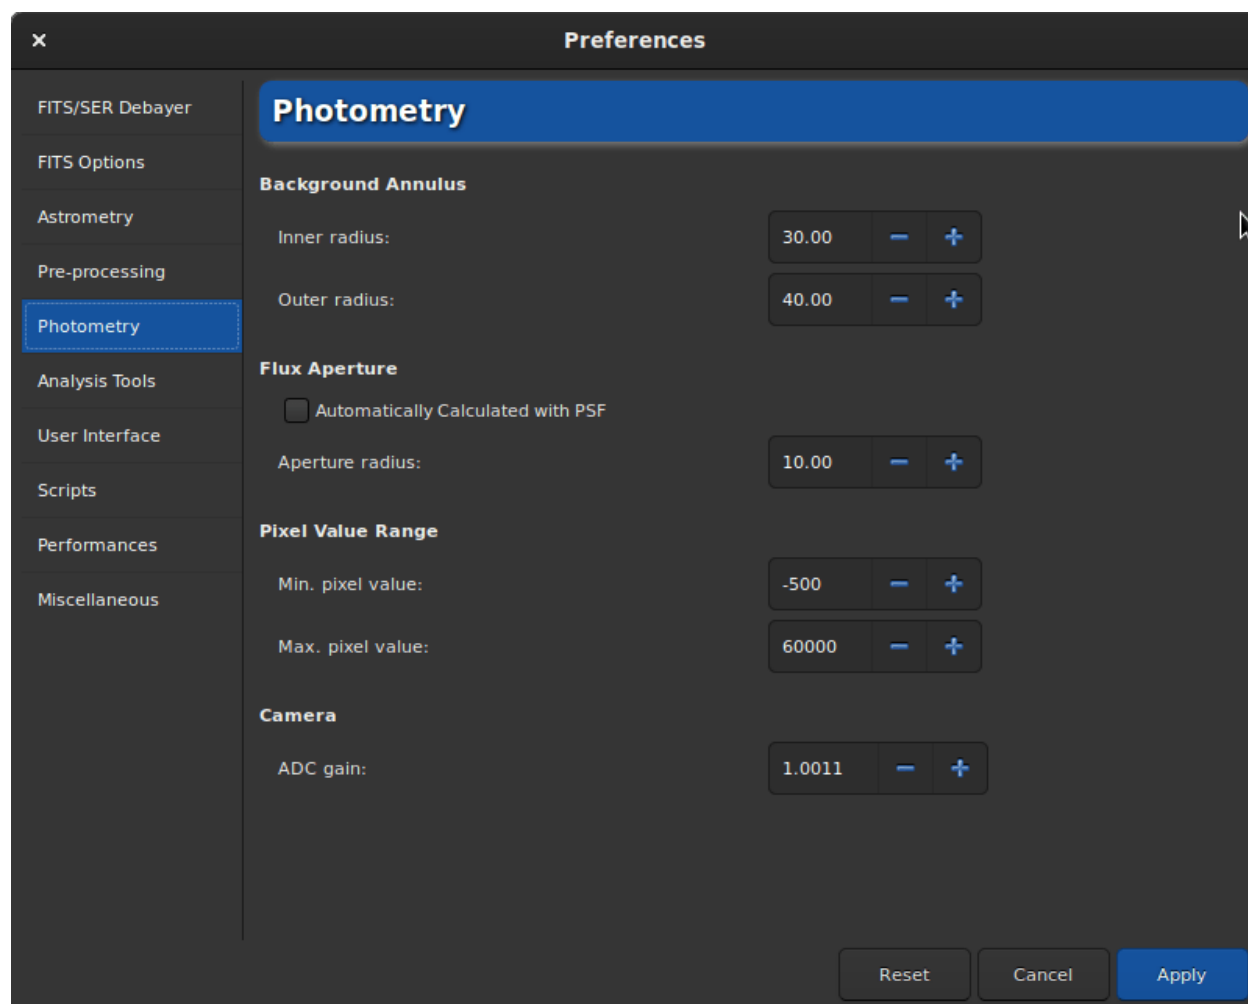 Preferences
FITS/SER Debayer
FITS Options
Astrometry
Pre-processing
Photometry
Analysis Tools
User Interface
Scripts
Performances
Miscellaneous
Photometry
Background Annulus
Inner radius: 30.00
Outer radius: 40.00
Flux Aperture
Automatically Calculated with PSF
Aperture radius: 10.00
Pixel Value Range
Min. pixel value: -500
Max. pixel value: 60000
Camera
ADC gain: 1.0011
Reset Cancel Apply